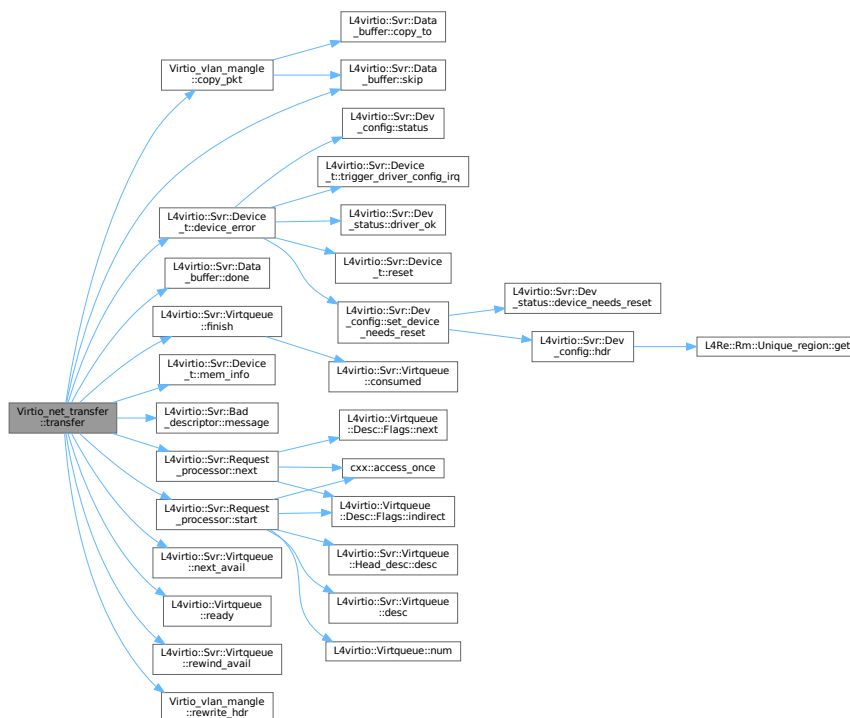 L4virtio::Svr::Data
_buffer::copy_to
Virtio_vlan_mangle
::copy_pkt
L4virtio::Svr::Data
_buffer::skip
L4virtio::Svr::Dev
_config::status
L4virtio::Svr::Device
_t::trigger_driver_config_irq
L4virtio::Svr::Device
_t::device_error
L4virtio::Svr::Dev
_status::driver_ok
L4virtio::Svr::Device
_t::reset
L4virtio::Svr::Data
_buffer::done
L4virtio::Svr::Dev
_status::device_needs_reset
L4virtio::Svr::Dev
_config::set_device
_needs_reset
L4virtio::Svr::Virtqueue
::finish
L4virtio::Svr::Dev
_config::hdr
L4Re::Rm::Unique_region::get
L4virtio::Svr::Device
_t::mem_info
L4virtio::Svr::Virtqueue
::consumed
Virtio_net_transfer
::transfer
L4virtio::Svr::Bad
_descriptor::message
L4virtio::Virtqueue
::Desc::Flags::next
L4virtio::Svr::Request
_processor::next
cxx::access_once
L4virtio::Svr::Request
_processor::start
L4virtio::Virtqueue
::Desc::Flags::indirect
L4virtio::Svr::Virtqueue
::next_avail
L4virtio::Svr::Virtqueue
::Head_desc::desc
L4virtio::Virtqueue
::ready
L4virtio::Svr::Virtqueue
::desc
L4virtio::Svr::Virtqueue
::rewind_avail
L4virtio::Virtqueue::num
Virtio_vlan_mangle
::rewrite_hdr